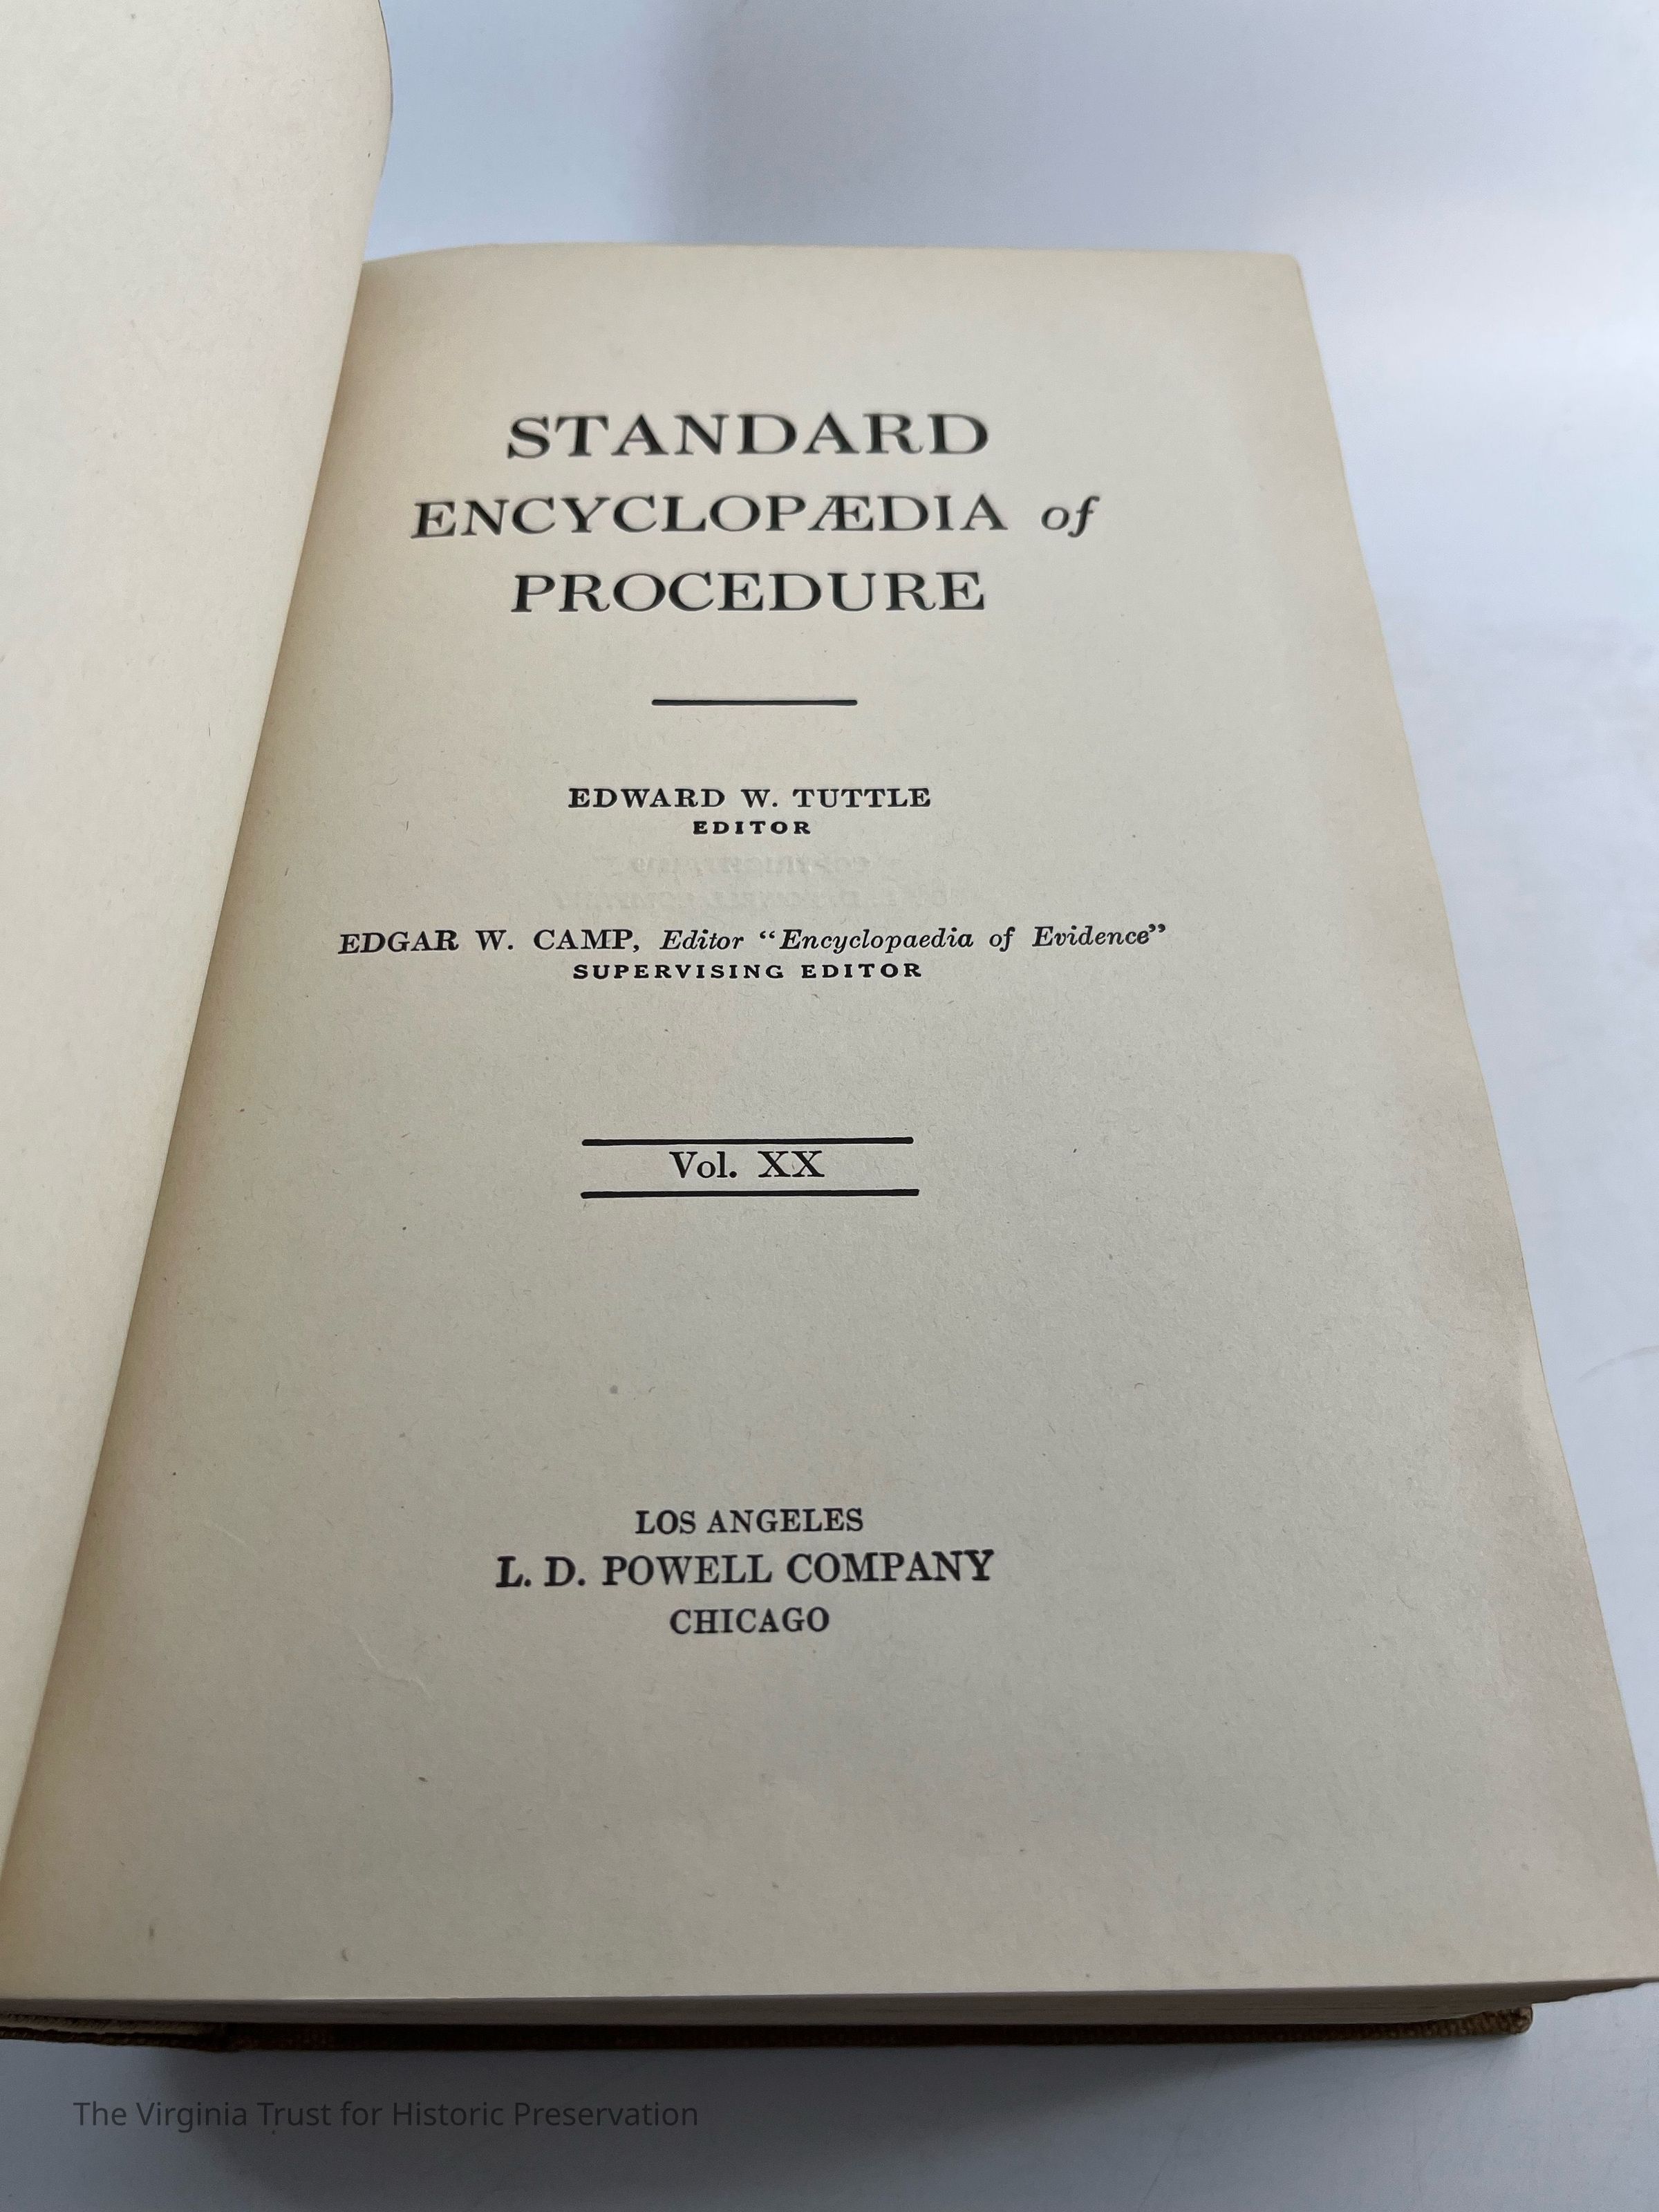 STANDARD
ENCYCLOPÆDIA of
PROCEDURE
EDWARD W. TUTTLE
EDITOR
EDGAR W. CAMP, Editor “Encyclopaedia of Evidence”
SUPERVISING EDITOR
Vol. XX
LOS ANGELES
L. D. POWELL COMPANY
CHICAGO
The Virginia Trust for Historic Preservation